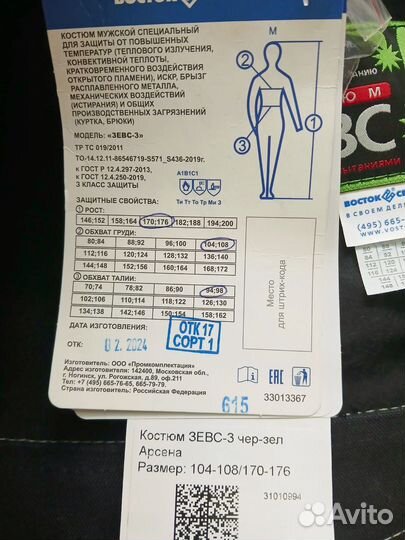 ВОСТОК
КОСТЮМ МУЖСКОЙ СПЕЦИАЛЬНЫЙ
ДЛЯ ЗАЩИТЫ ОТ ПОВЫШЕННЫХ
ТЕМПЕРАТУР (ТЕПЛОВОГО ИЗЛУЧЕНИЯ,
КОНВЕКТИВНОЙ ТЕПЛОТЫ,
КРАТКОВРЕМЕННОГО ВОЗДЕЙСТВИЯ
ОТКРЫТОГО ПЛАМЕНИ), ИСКР, БРЫЗГ
РАСПЛАВЛЕННОГО МЕТАЛЛА,
МЕХАНИЧЕСКИХ ВОЗДЕЙСТВИЙ
(ИСТИРАНИЯ) И ОБЩИХ
ПРОИЗВОДСТВЕННЫХ ЗАГРЯЗНЕНИЙ
(КУРТКА, БРЮКИ)
МОДЕЛЬ: «ЗЕВС-3»
ТР ТС 019/2011
ТО-14.12.11-86546719-S571_S436-2019г.
к ГОСТ 12.4.297-2013,
к ГОСТ 12.4.250-2019,
3 КЛАСС ЗАЩИТЫ
A1B1C1
ЗАЩИТНЫЕ СВОЙСТВА:
Ти Тт То Тр Ми З
М
2
3
1
1 РОСТ:
146;152 158;164 170;176 182;188 194;200
2 ОБХВАТ ГРУДИ:
80;84 88;92 96;100 104;108
112;116 120;124 128;132 136;140
144;148 152;156 160;164 168;172
3 ОБХВАТ ТАЛИИ:
70;74 78;82 86;90 94;98
102;106 110;114 118;122 126;130
134;138 142;146 150;154 158;162
Место
для штрих-кода
ДАТА ИЗГОТОВЛЕНИЯ:
ОТК: 02. 2024
ОТК 17
СОРТ 1
Изготовитель: ООО «Промкомплектация»
Адрес изготовителя: 142400, Московская обл.,
г. Ногинск, ул. Рогожская, д.89, оф.211
Тел. +7 (495) 665-76-65, 665-79-79.
Страна изготовитель: Российская Федерация
33013367
615
Костюм ЗЕВС-3 чер-зел
Арсена
Размер: 104-108/170-176
31010994
ВОСТОК
В СВОЕМ ДЕЛ
(495) 665-
Avito